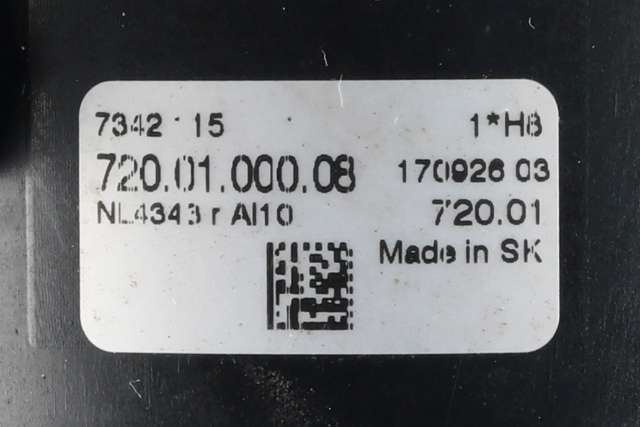 7342 15
1*H8
720.01.000.08
170926 03
NL4343 r Al10
720.01
Made in SK